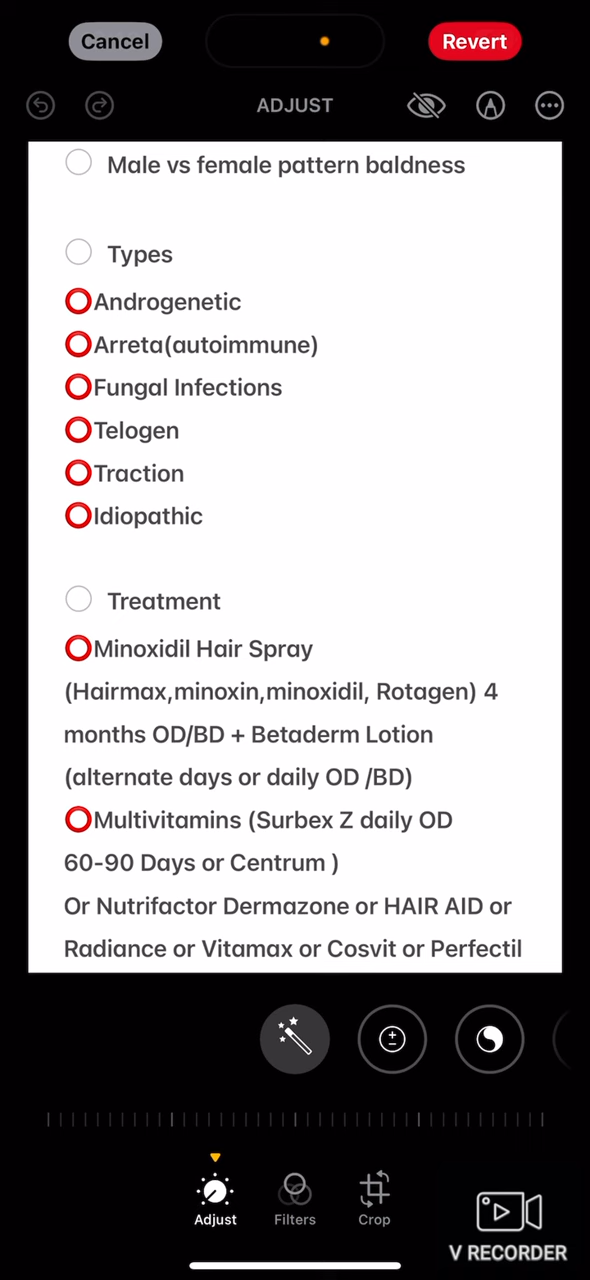 Cancel
Revert
ADJUST
Male vs female pattern baldness
Types
Androgenetic
Arreta(autoimmune)
Fungal Infections
Telogen
Traction
Idiopathic
Treatment
Minoxidil Hair Spray
(Hairmax,minoxin,minoxidil, Rotagen) 4
months OD/BD + Betaderm Lotion
(alternate days or daily OD /BD)
Multivitamins (Surbex Z daily OD
60-90 Days or Centrum )
Or Nutrifactor Dermazone or HAIR AID or
Radiance or Vitamax or Cosvit or Perfectil
Adjust
Filters
Crop
V RECORDER